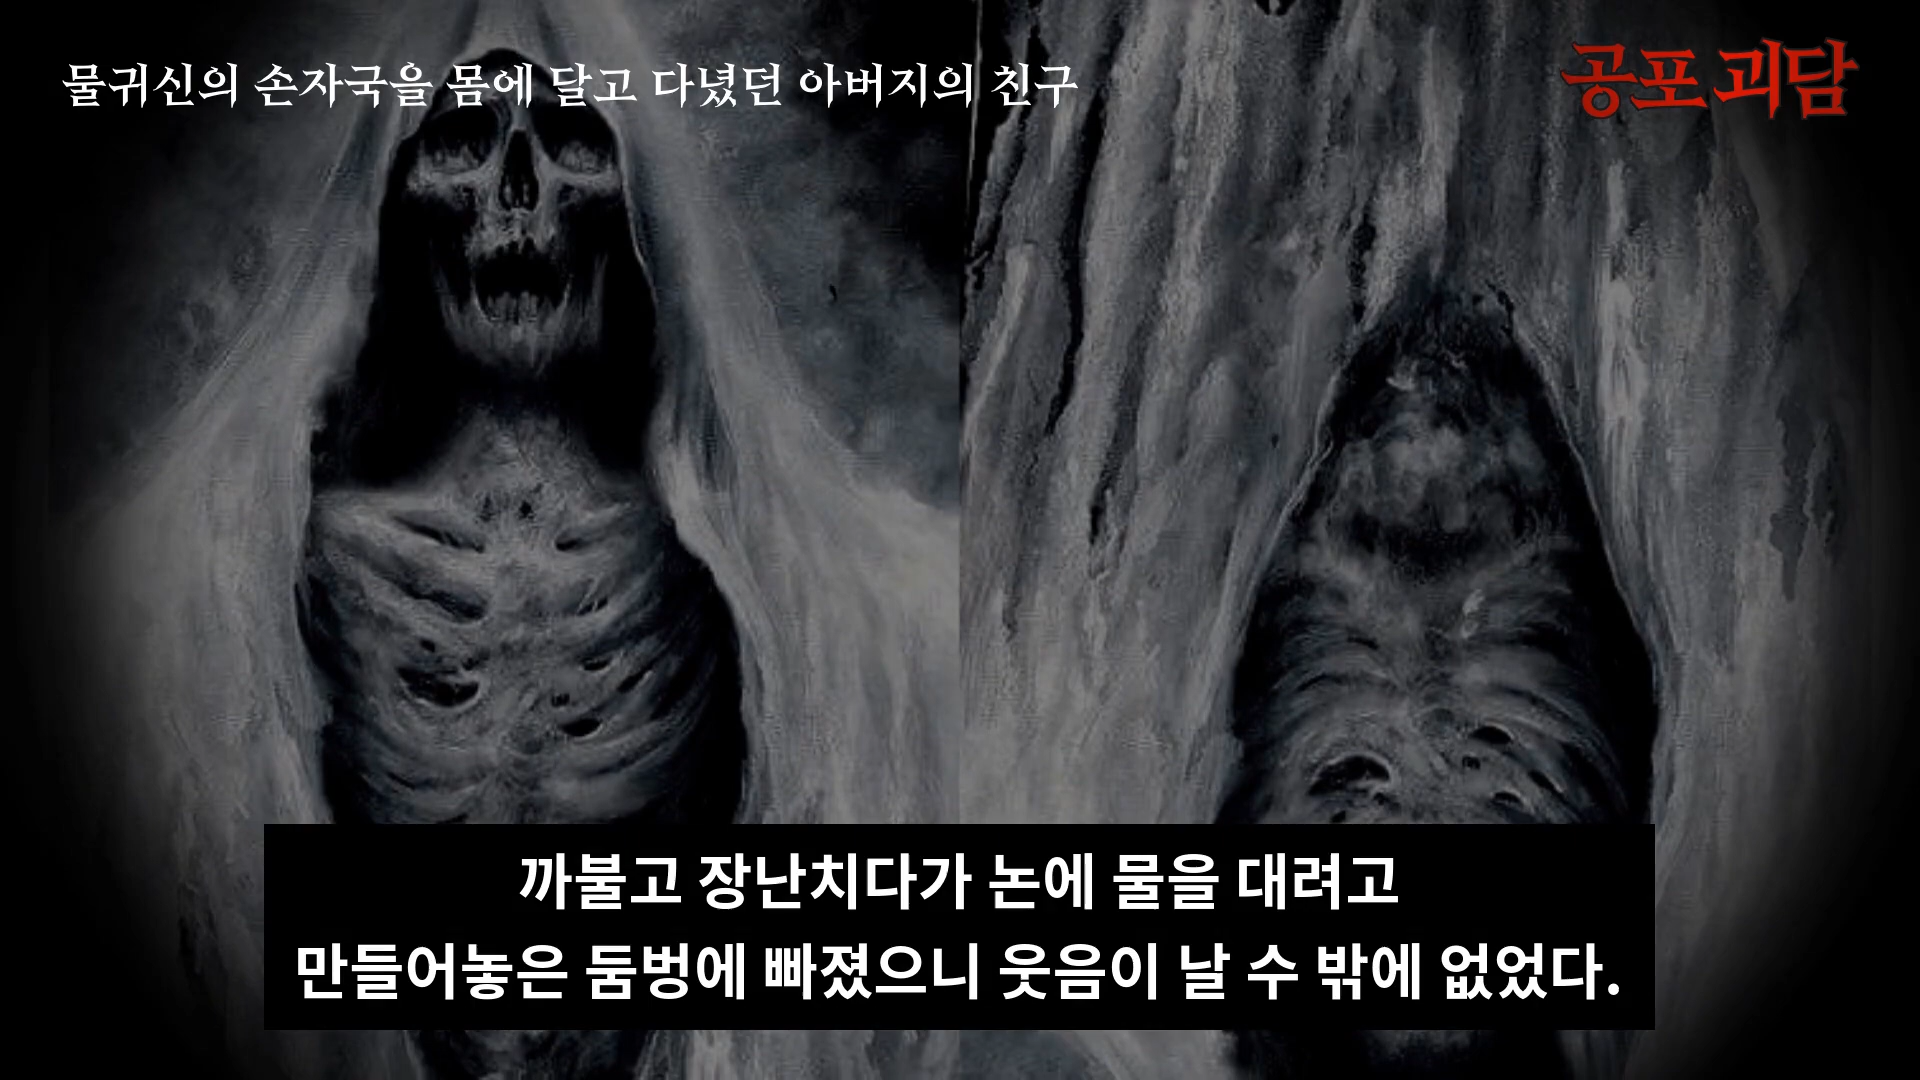 물귀신의 손자국을 몸에 달고 다녔던 아버지의 친구
공포 괴담
까불고 장난치다가 논에 물을 대려고
만들어놓은 둠벙에 빠졌으니 웃음이 날 수 밖에 없었다.